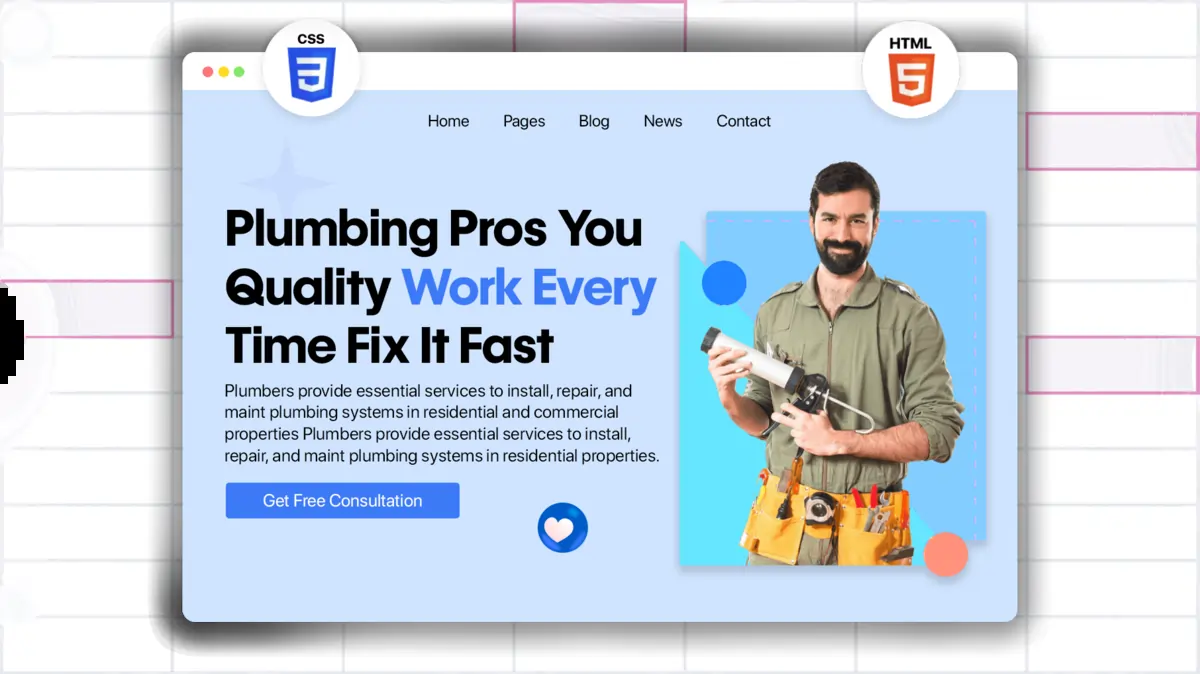 CSS
3
HTML
5
Home Pages Blog News Contact
Plumbing Pros You
Quality Work Every
Time Fix It Fast
Plumbers provide essential services to install, repair, and
maint plumbing systems in residential and commercial
properties Plumbers provide essential services to install,
repair, and maint plumbing systems in residential properties.
Get Free Consultation